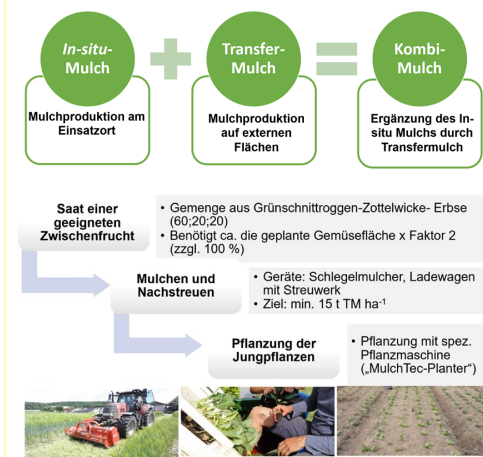 In-situ-
Mulch
Transfer-
Mulch
Kombi-
Mulch
Mulchproduktion am
Einsatzort
Mulchproduktion
auf externen
Flächen
Ergänzung des In-
situ Mulchs durch
Transfermulch
Saat einer
geeigneten
Zwischenfrucht
• Gemenge aus Grünschnittroggen-Zottelwicke- Erbse
(60;20;20)
• Benötigt ca. die geplante Gemüsefläche x Faktor 2
(zzgl. 100 %)
Mulchen und
Nachstreuen
• Geräte: Schlegelmulcher, Ladewagen
mit Streuwerk
• Ziel: min. 15 t TM ha⁻¹
Pflanzung der
Jungpflanzen
• Pflanzung mit spez.
Pflanzmaschine
(„MulchTec-Planter“)